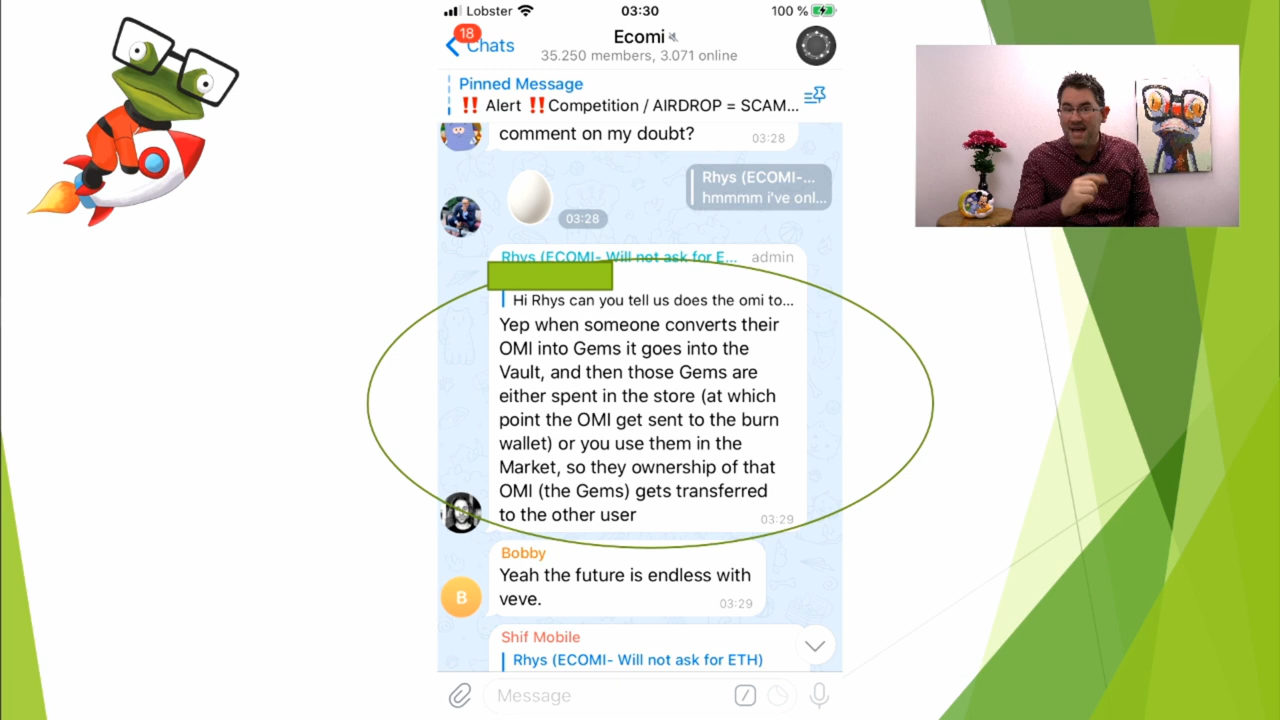 Lobster 03:30 100 %
18
Chats
Ecomi
35.250 members, 3.071 online
Pinned Message
‼️ Alert ‼️Competition / AIRDROP = SCAM...
comment on my doubt?
03:28
Rhys (ECOMI-...
hmmmm i've onl...
03:28
Rhys (ECOMI- Will not ask for E... admin
Hi Rhys can you tell us does the omi to...
Yep when someone converts their
OMI into Gems it goes into the
Vault, and then those Gems are
either spent in the store (at which
point the OMI get sent to the burn
wallet) or you use them in the
Market, so they ownership of that
OMI (the Gems) gets transferred
to the other user
03:29
Bobby
Yeah the future is endless with
veve.
B
03:29
Shif Mobile
Rhys (ECOMI- Will not ask for ETH)
Message